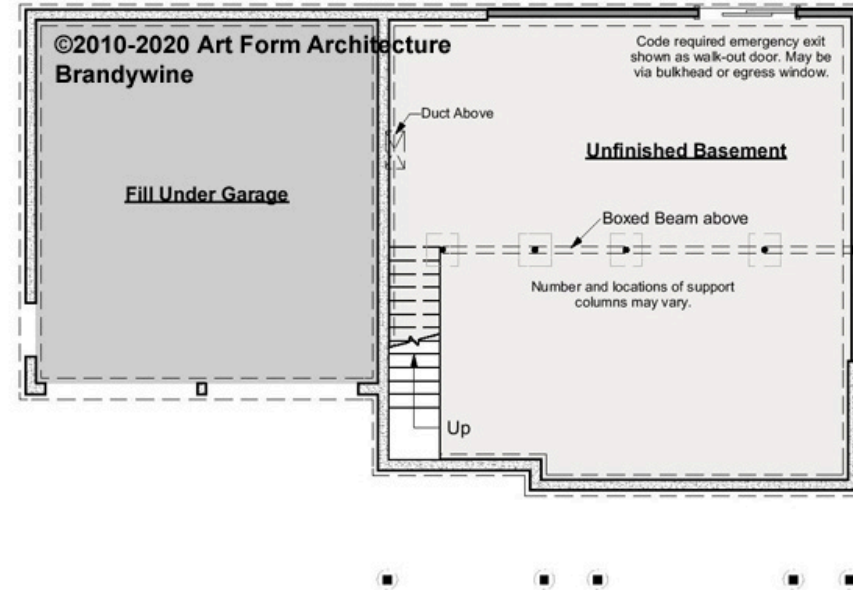 ©2010-2020 Art Form Architecture
Brandywine
Code required emergency exit
shown as walk-out door. May be
via bulkhead or egress window.
Duct Above
Unfinished Basement
Fill Under Garage
Boxed Beam above
Number and locations of support
columns may vary.
Up